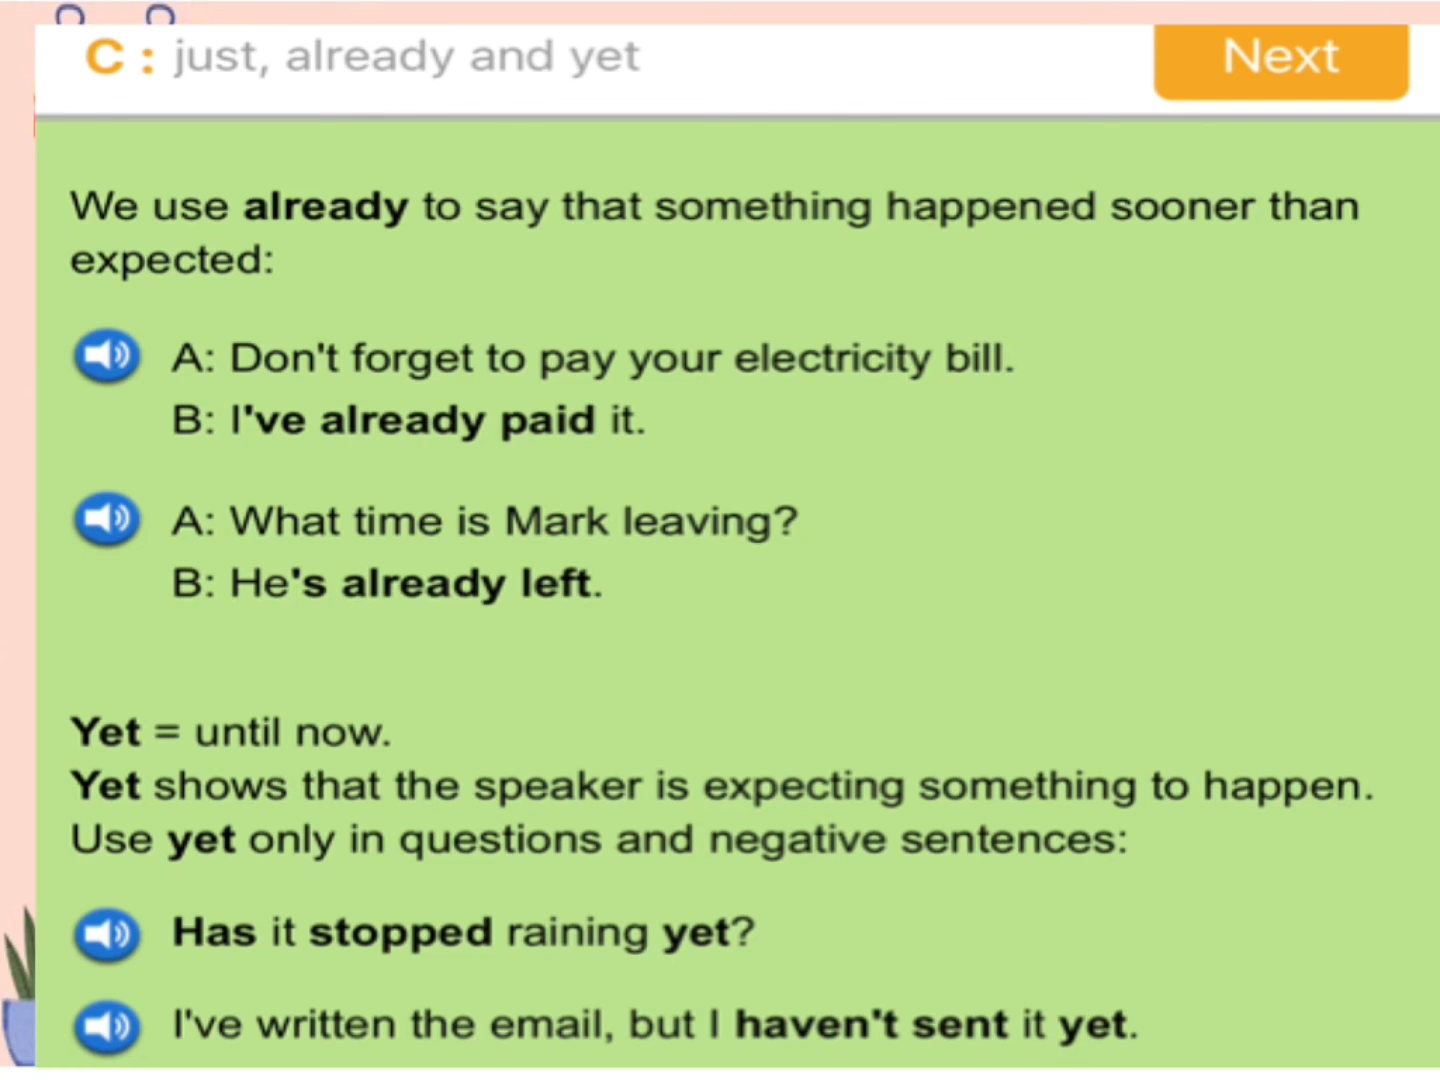 C : just, already and yet
Next
We use already to say that something happened sooner than
expected:
A: Don't forget to pay your electricity bill.
B: I've already paid it.
A: What time is Mark leaving?
B: He's already left.
Yet = until now.
Yet shows that the speaker is expecting something to happen.
Use yet only in questions and negative sentences:
Has it stopped raining yet?
I've written the email, but I haven't sent it yet.